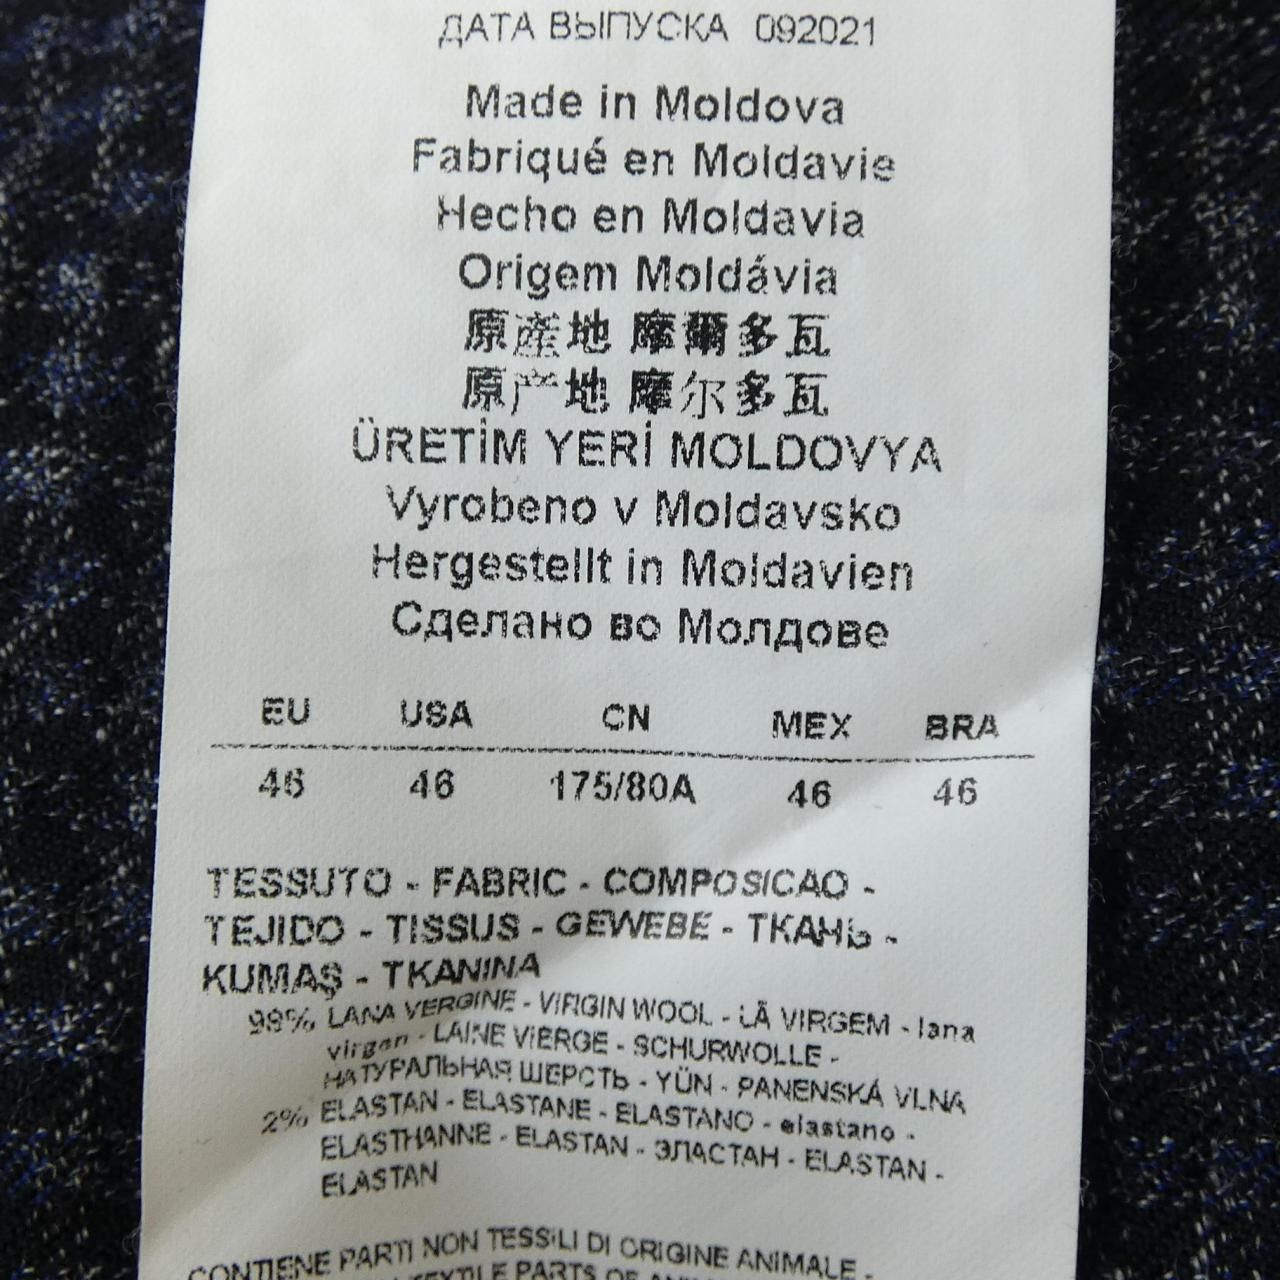 ДАТА ВЫПУСКА 092021
Made in Moldova
Fabriqué en Moldavie
Hecho en Moldavia
Origem Moldávia
原產地 摩爾多瓦
原产地 摩尔多瓦
ÜRETİM YERİ MOLDOVYA
Vyrobeno v Moldavsko
Hergestellt in Moldavien
Сделано во Молдове
EU USA CN MEX BRA
46 46 175/80A 46 46
TESSUTO - FABRIC - COMPOSICAO -
TEJIDO - TISSUS - GEWEBE - ТКАНЬ -
KUMAŞ - TKANINA
98% LANA VERGINE - VIRGIN WOOL - LÃ VIRGEM - lana
virgen - LAINE VIERGE - SCHURWOLLE -
НАТУРАЛЬНАЯ ШЕРСТЬ - YÜN - PANENSKÁ VLNA
2% ELASTAN - ELASTANE - ELASTANO - elastano -
ELASTHANNE - ELASTAN - ЭЛАСТАН - ELASTAN -
ELASTAN
CONTIENE PARTI NON TESSILI DI ORIGINE ANIMALE -
TEXTILE PARTS OF